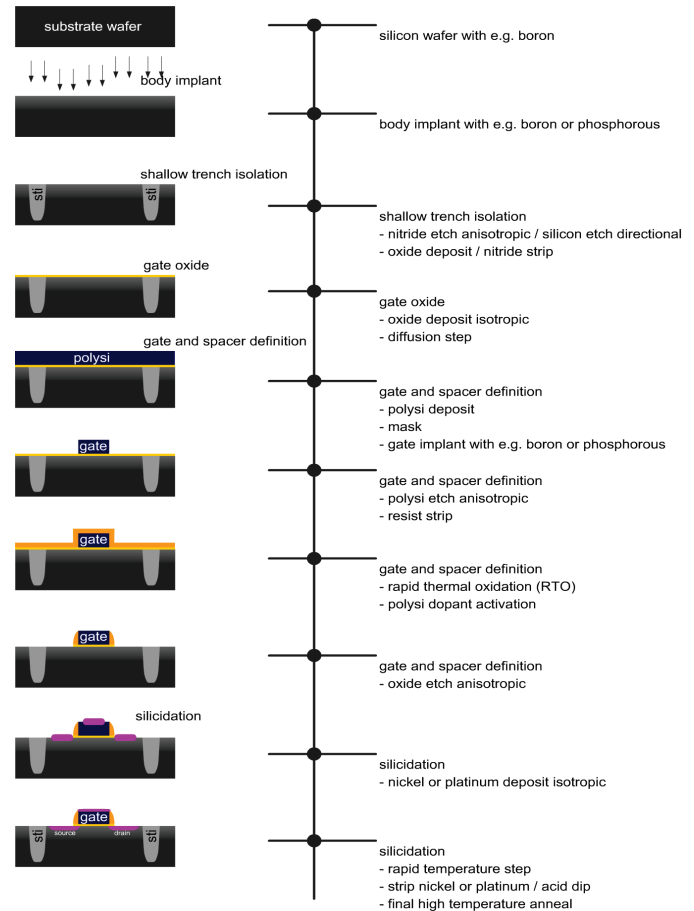 substrate wafer
silicon wafer with e.g. boron
body implant
body implant with e.g. boron or phosphorous
shallow trench isolation
sti
sti
shallow trench isolation
- nitride etch anisotropic / silicon etch directional
- oxide deposit / nitride strip
gate oxide
gate oxide
- oxide deposit isotropic
- diffusion step
gate and spacer definition
polysi
gate and spacer definition
- polysi deposit
- mask
- gate implant with e.g. boron or phosphorous
gate
gate and spacer definition
- polysi etch anisotropic
- resist strip
gate
gate and spacer definition
- rapid thermal oxidation (RTO)
- polysi dopant activation
gate
gate and spacer definition
- oxide etch anisotropic
silicidation
silicidation
- nickel or platinum deposit isotropic
gate
sti
source
drain
sti
silicidation
- rapid temperature step
- strip nickel or platinum / acid dip
- final high temperature anneal